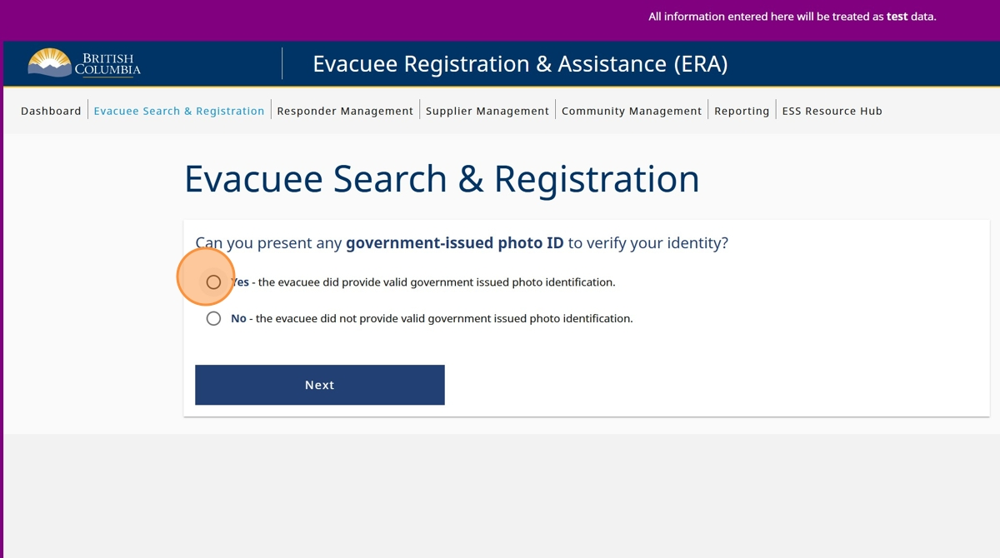 All information entered here will be treated as test data.
BRITISH
COLUMBIA
Evacuee Registration & Assistance (ERA)
Dashboard Evacuee Search & Registration Responder Management Supplier Management Community Management Reporting ESS Resource Hub
Evacuee Search & Registration
Can you present any government-issued photo ID to verify your identity?
Yes - the evacuee did provide valid government issued photo identification.
No - the evacuee did not provide valid government issued photo identification.
Next